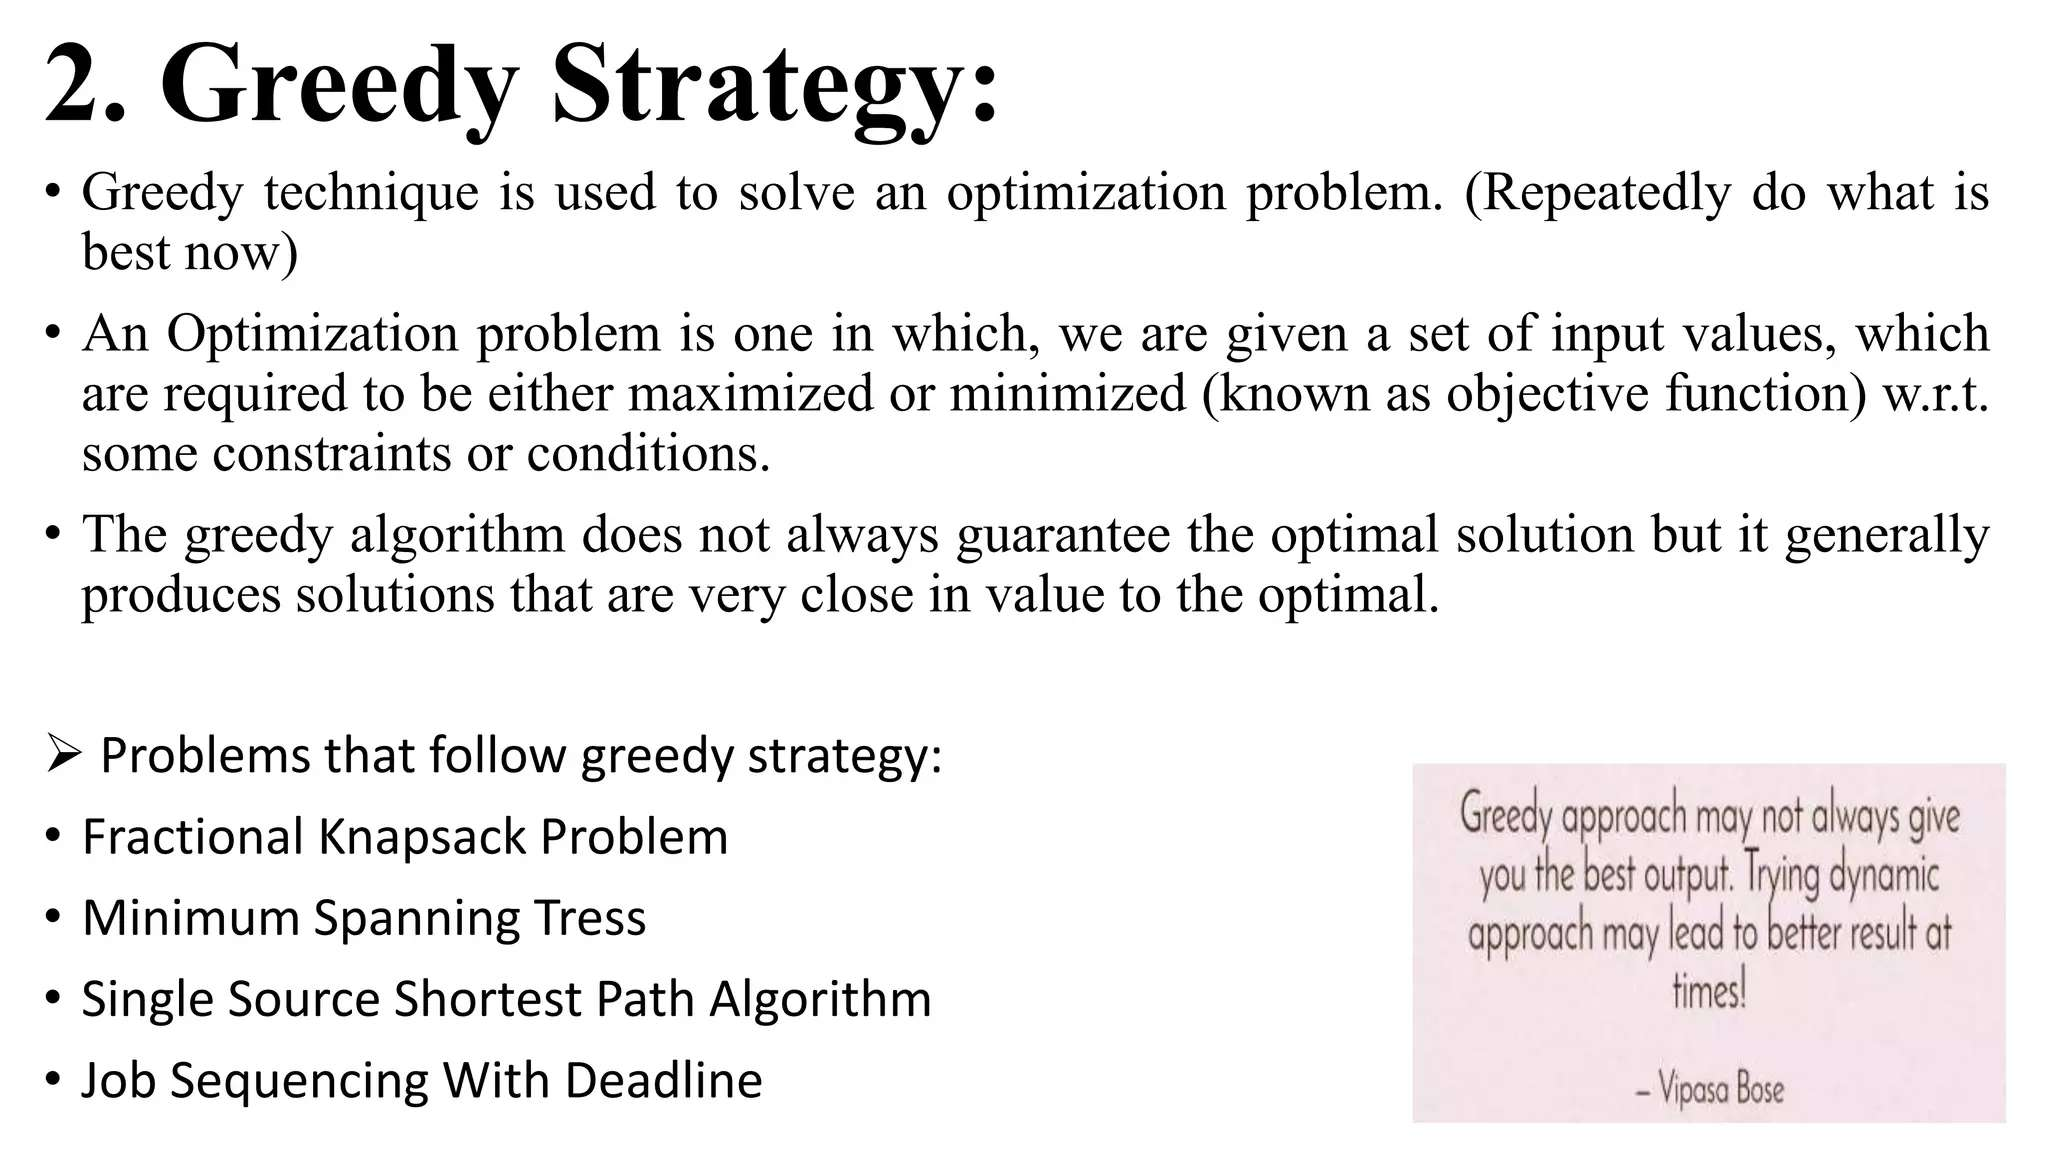 2. Greedy Strategy:
• Greedy technique is used to solve an optimization problem. (Repeatedly do what is
best now)
• An Optimization problem is one in which, we are given a set of input values, which
are required to be either maximized or minimized (known as objective function) w.r.t.
some constraints or conditions.
• The greedy algorithm does not always guarantee the optimal solution but it generally
produces solutions that are very close in value to the optimal.
➢ Problems that follow greedy strategy:
• Fractional Knapsack Problem
• Minimum Spanning Tress
• Single Source Shortest Path Algorithm
• Job Sequencing With Deadline
Greedy approach may not always give
you the best output. Trying dynamic
approach may lead to better result at
times!
– Vipasa Bose